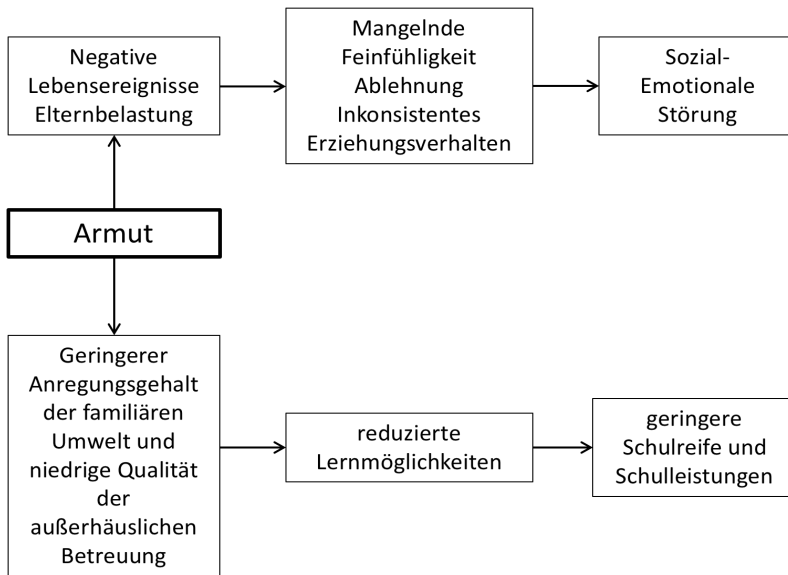 Negative
Lebensereignisse
Elternbelastung
Mangelnde
Feinfühligkeit
Ablehnung
Inkonsistentes
Erziehungsverhalten
Sozial-
Emotionale
Störung
Armut
Geringerer
Anregungsgehalt
der familiären
Umwelt und
niedrige Qualität
der
außerhäuslichen
Betreuung
reduzierte
Lernmöglichkeiten
geringere
Schulreife und
Schulleistungen